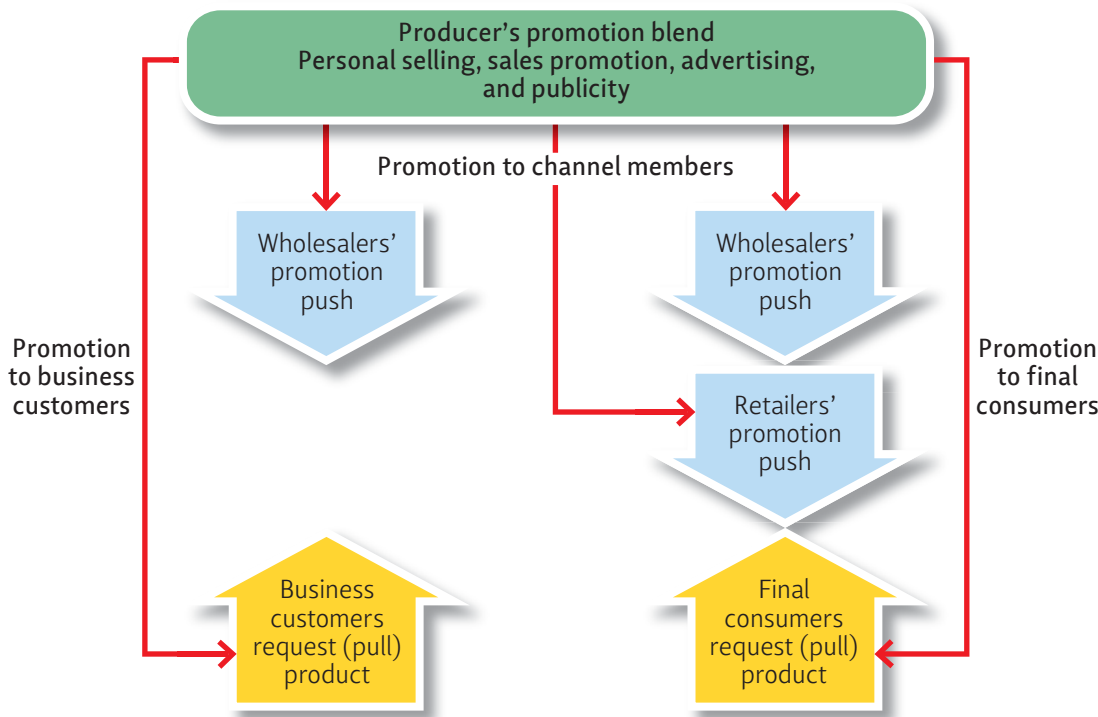 Producer’s promotion blend
Personal selling, sales promotion, advertising,
and publicity
Promotion to channel members
Wholesalers’
promotion
push
Wholesalers’
promotion
push
Promotion
to business
customers
Promotion
to final
consumers
Retailers’
promotion
push
Business
customers
request (pull)
product
Final
consumers
request (pull)
product